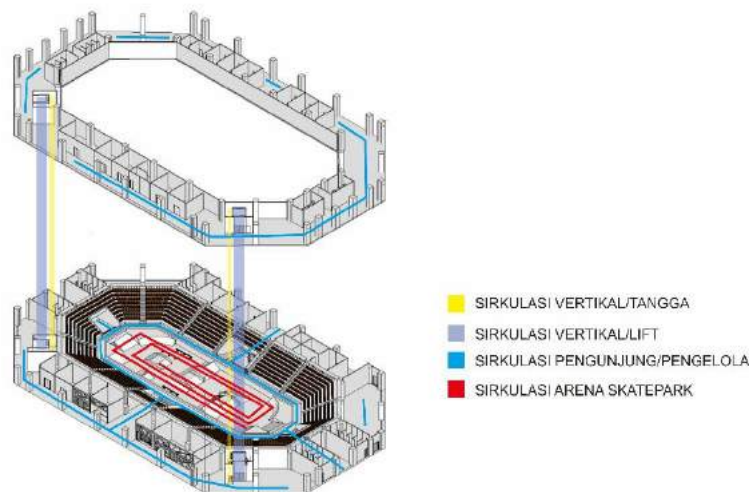 SIRKULASI VERTIKAL/TANGGA
SIRKULASI VERTIKAL/LIFT
SIRKULASI PENGUNJUNG/PENGELOLA
SIRKULASI ARENA SKATEPARK